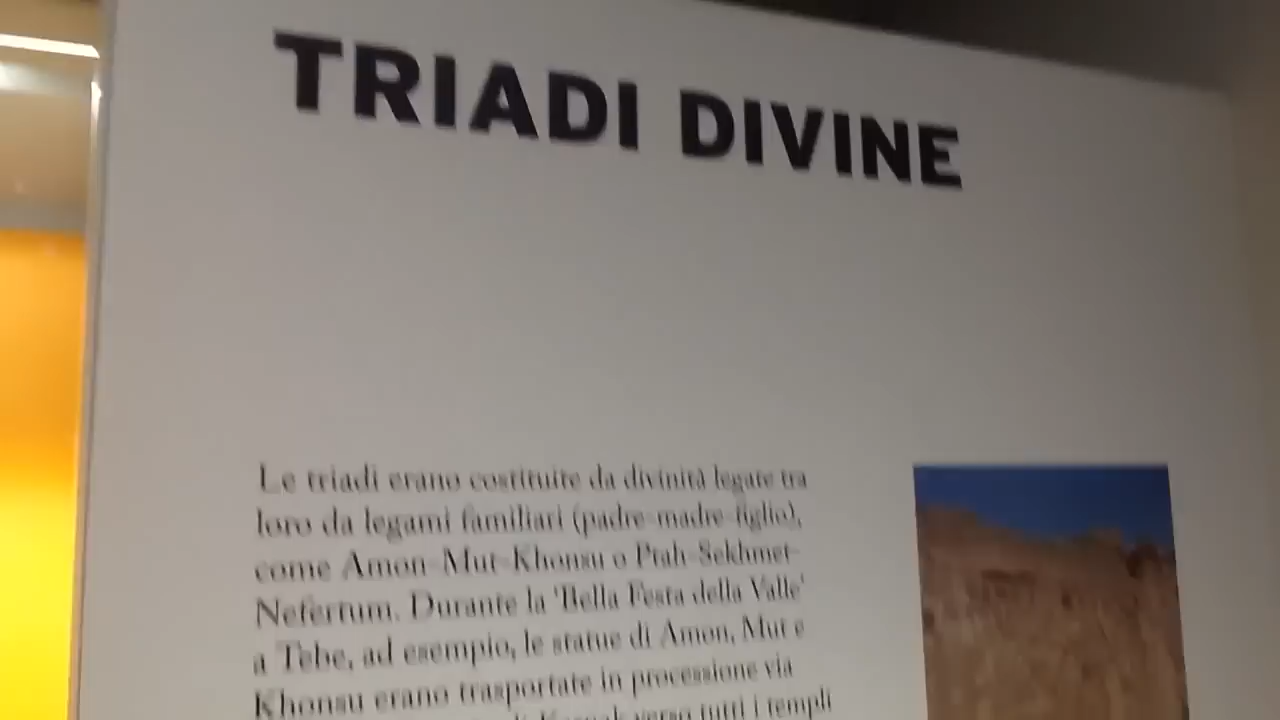 TRIADI DIVINE
Le triadi erano costituite da divinità legate tra
loro da legami familiari (padre-madre-figlio),
come Amon-Mut-Khonsu o Ptah-Sekhmet-
Nefertum. Durante la 'Bella Festa della Valle'
a Tebe, ad esempio, le statue di Amon, Mut e
Khonsu erano trasportate in processione via
di Karnak verso tutti i templi